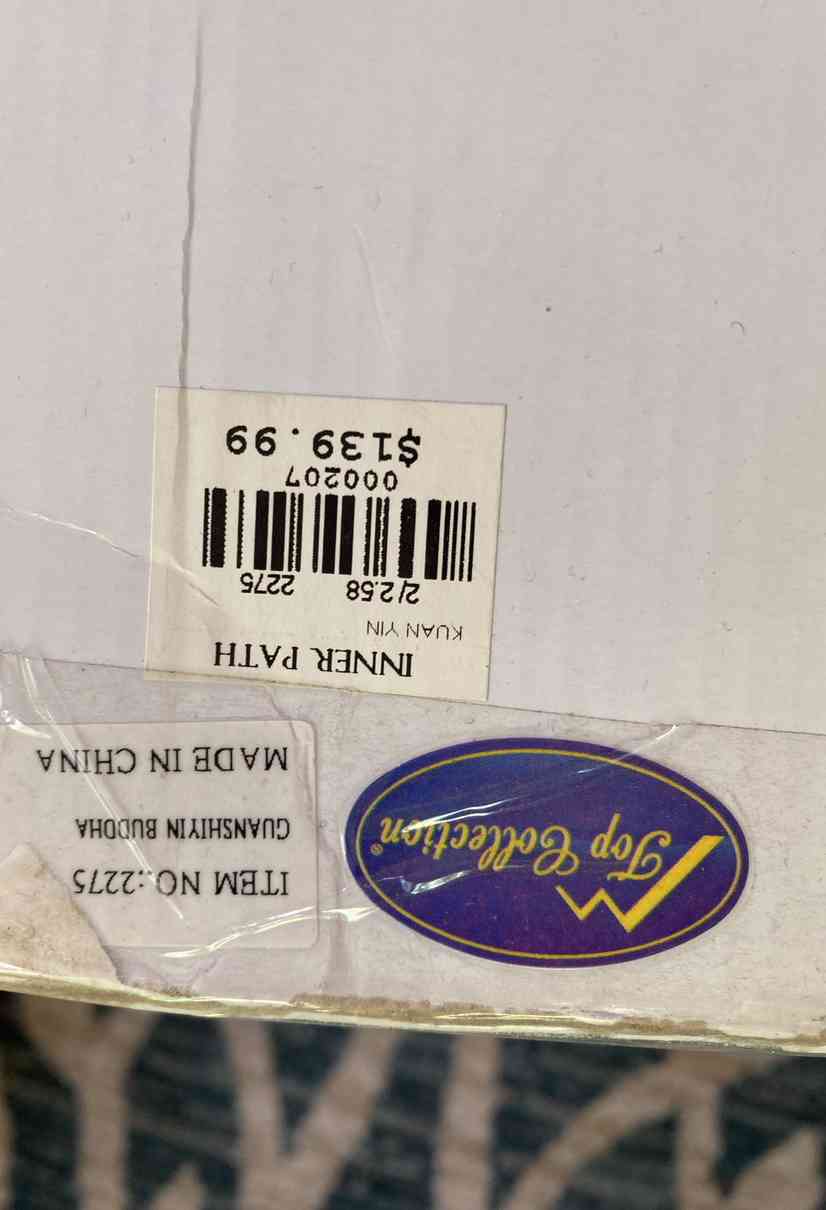 Top Collection®
ITEM NO.:2275
GUANSHIYIN BUDDHA
MADE IN CHINA
INNER PATH
KUAN YIN
2/2.58 2275
000207
$139.99